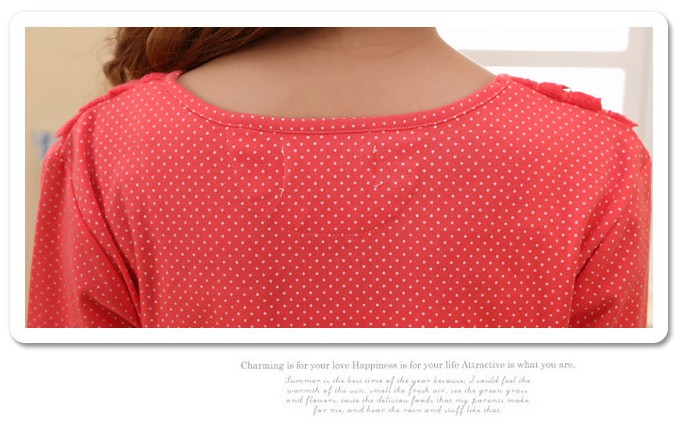 Charming is for your love Happiness is for your life Attractive is what you are.
Summer is the best time of the year because, I could feel the
warmth of the sun, smell the fresh air, see the green grass
and flowers, taste the delicious foods that my parents make
for me, and hear the rain and stuff like that.